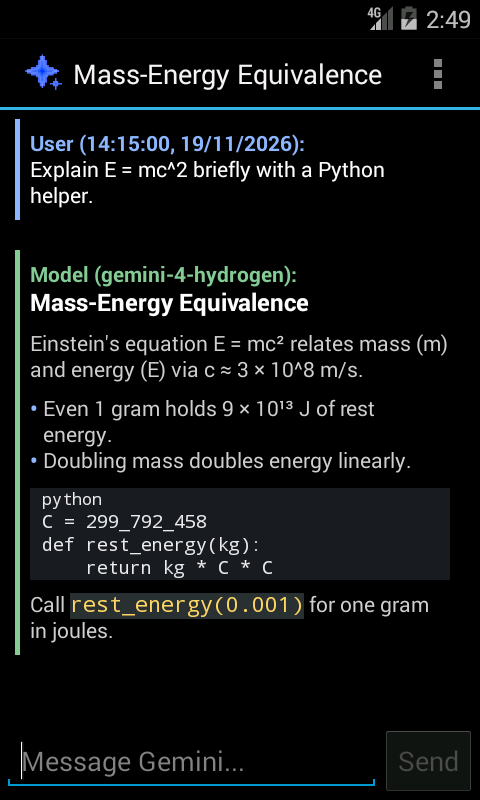 4G 2:49
Mass-Energy Equivalence
User (14:15:00, 19/11/2026):
Explain E = mc^2 briefly with a Python
helper.
Model (gemini-4-hydrogen):
Mass-Energy Equivalence
Einstein's equation E = mc² relates mass (m)
and energy (E) via c ≈ 3 × 10^8 m/s.
• Even 1 gram holds 9 × 10¹³ J of rest
energy.
• Doubling mass doubles energy linearly.
python
C = 299_792_458
def rest_energy(kg):
    return kg * C * C
Call rest_energy(0.001) for one gram
in joules.
Message Gemini...
Send